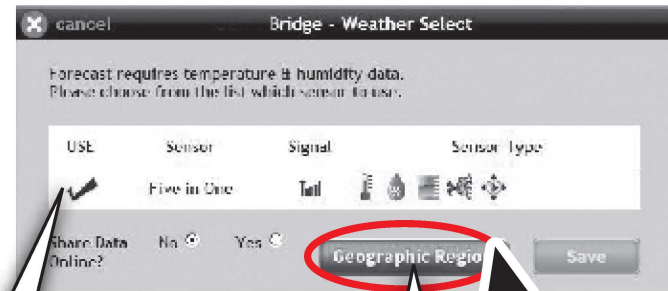 cancel Bridge - Weather Select
Forecast requires temperature & humidity data.
Please choose from the list which sensor to use.
USE Sensor Signal Sensor Type
Five in One
Share Data Online? No Yes
Geographic Regio
Save